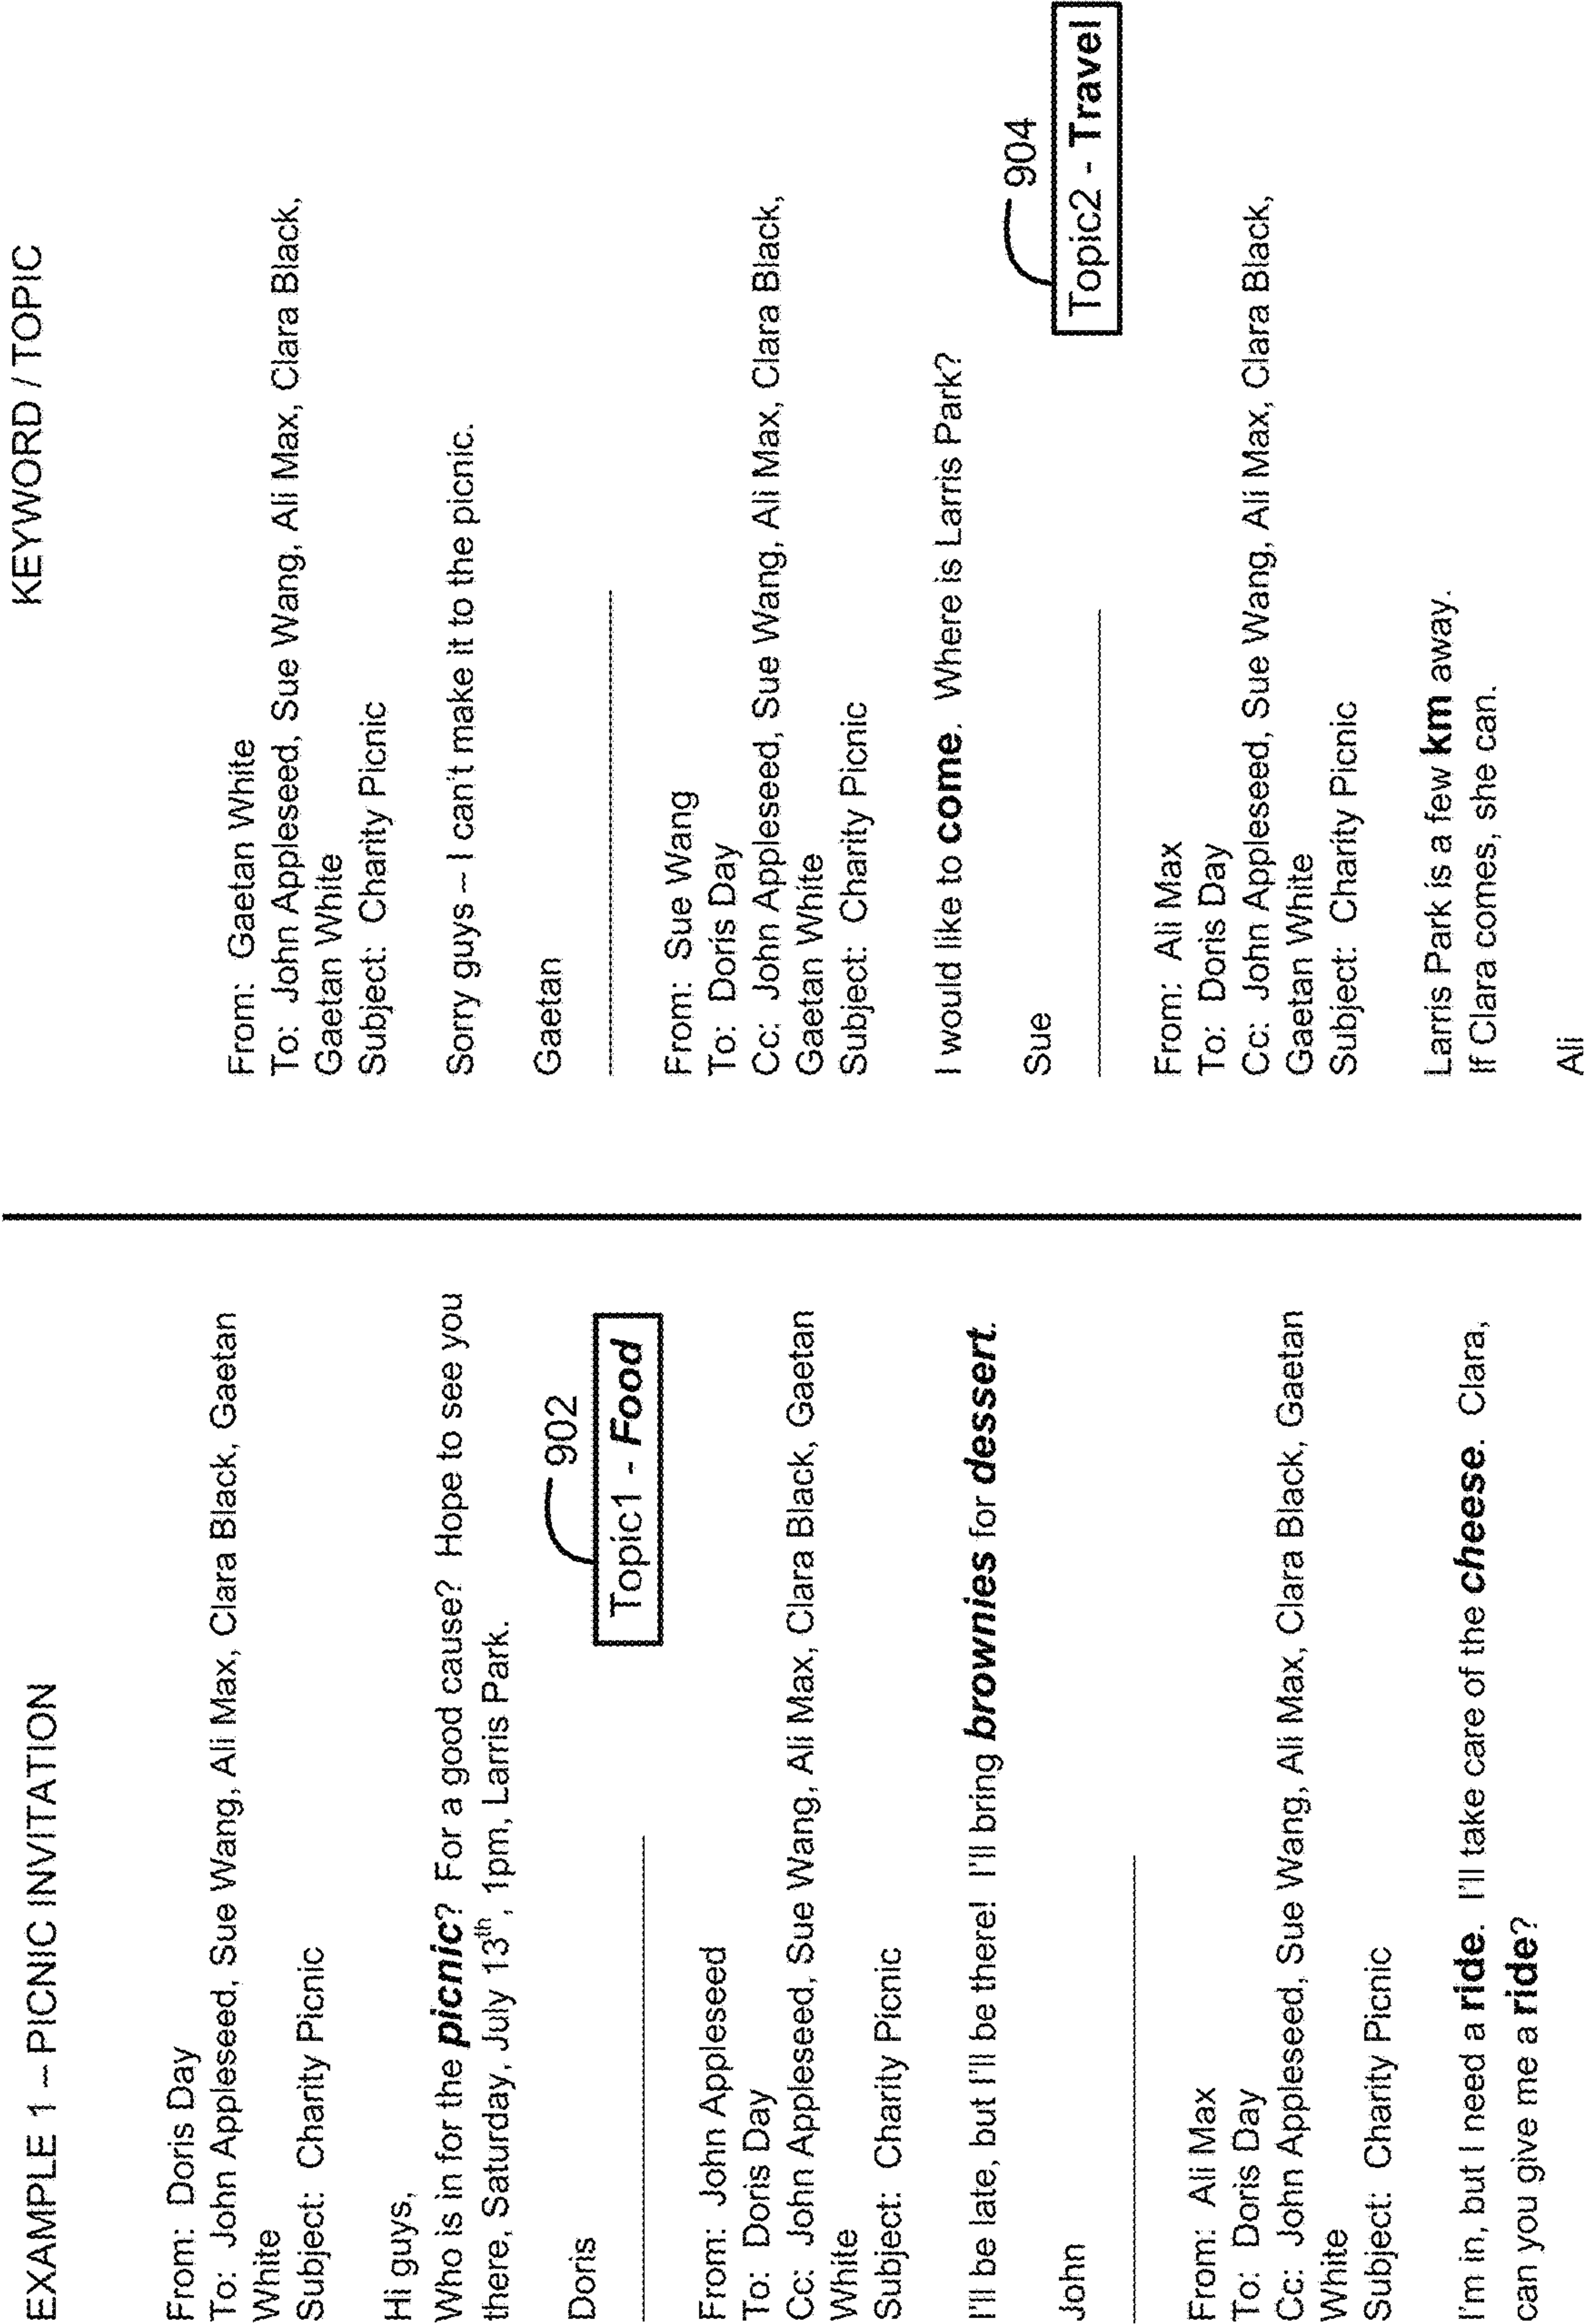 EXAMPLE 1 – PICNIC INVITATION
From: Doris Day
To: John Appleseed, Sue Wang, Ali Max, Clara Black, Gaetan
White
Subject: Charity Picnic
Hi guys,
Who is in for the picnic? For a good cause? Hope to see you
there, Saturday, July 13th, 1pm, Larris Park.
Doris
902
Topic1 - Food
From: John Appleseed
To: Doris Day
Cc: John Appleseed, Sue Wang, Ali Max, Clara Black, Gaetan
White
Subject: Charity Picnic
I'll be late, but I'll be there! I'll bring brownies for dessert.
John
From: Ali Max
To: Doris Day
Cc: John Appleseed, Sue Wang, Ali Max, Clara Black, Gaetan
White
Subject: Charity Picnic
I'm in, but I need a ride. I'll take care of the cheese. Clara,
can you give me a ride?
KEYWORD / TOPIC
From: Gaetan White
To: John Appleseed, Sue Wang, Ali Max, Clara Black,
Gaetan White
Subject: Charity Picnic
Sorry guys – I can't make it to the picnic.
Gaetan
From: Sue Wang
To: Doris Day
Cc: John Appleseed, Sue Wang, Ali Max, Clara Black,
Gaetan White
Subject: Charity Picnic
I would like to come. Where is Larris Park?
Sue
904
Topic2 - Travel
From: Ali Max
To: Doris Day
Cc: John Appleseed, Sue Wang, Ali Max, Clara Black,
Gaetan White
Subject: Charity Picnic
Larris Park is a few km away.
If Clara comes, she can.
Ali